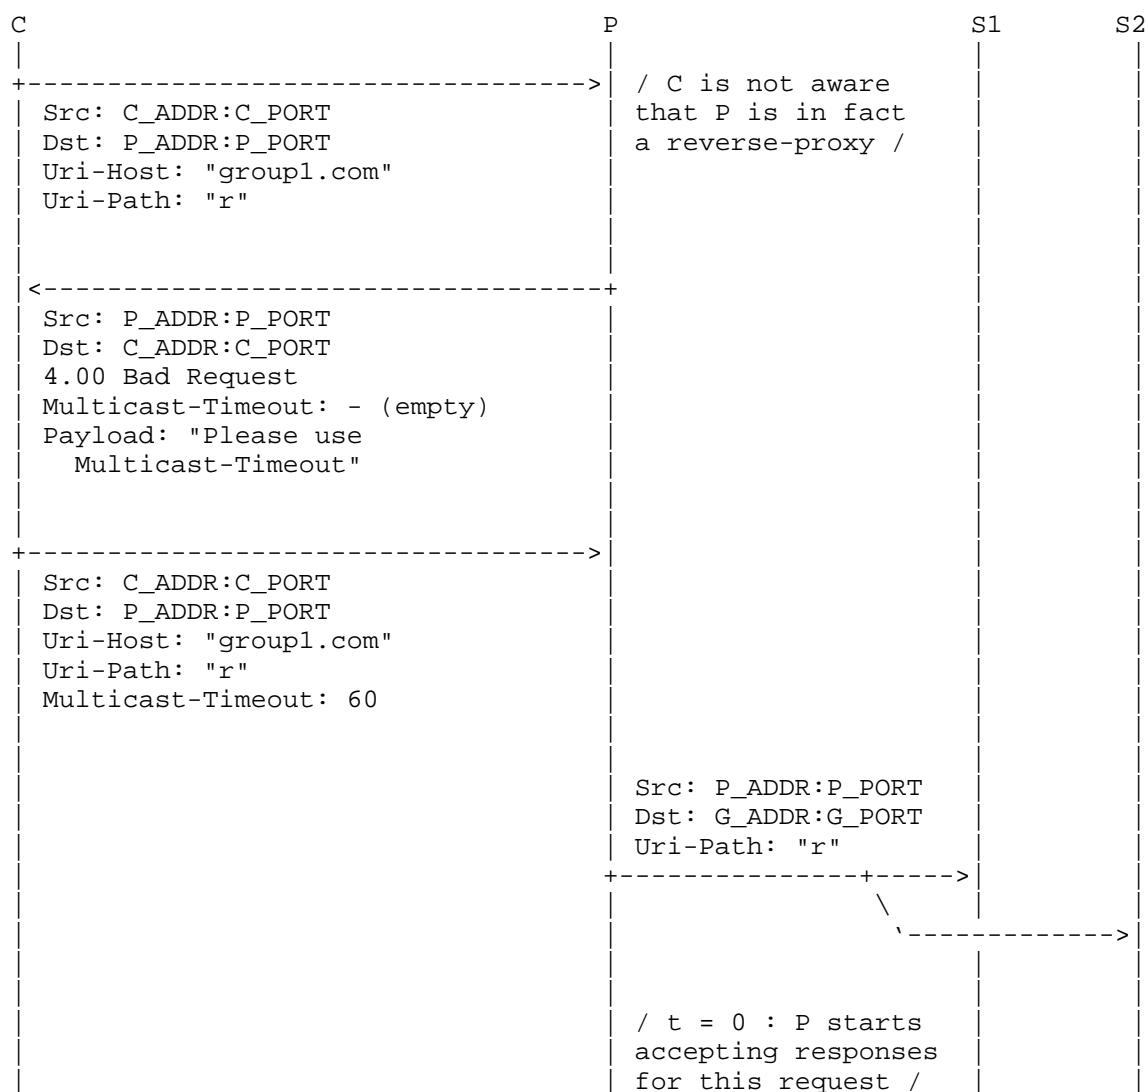 C P S1 S2
/ C is not aware
Src: C_ADDR:C_PORT that P is in fact
Dst: P_ADDR:P_PORT a reverse-proxy /
Uri-Host: "group1.com"
Uri-Path: "r"
Src: P_ADDR:P_PORT
Dst: C_ADDR:C_PORT
4.00 Bad Request
Multicast-Timeout: - (empty)
Payload: "Please use
Multicast-Timeout"
Src: C_ADDR:C_PORT
Dst: P_ADDR:P_PORT
Uri-Host: "group1.com"
Uri-Path: "r"
Multicast-Timeout: 60
Src: P_ADDR:P_PORT
Dst: G_ADDR:G_PORT
Uri-Path: "r"
/ t = 0 : P starts
accepting responses
for this request /